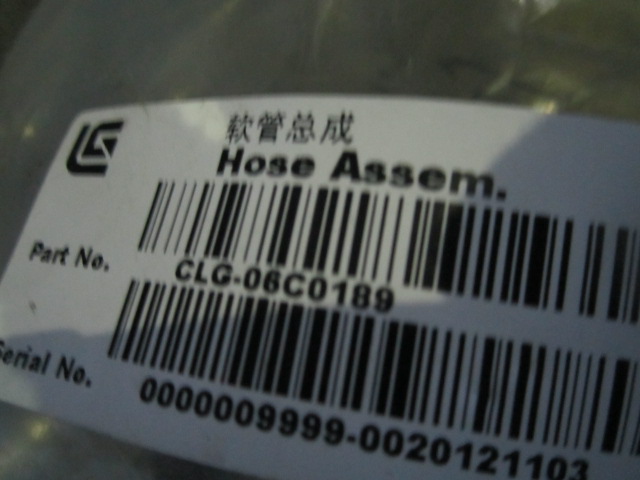 软管总成
Hose Assem.
Part No.
CLG-06C0189
Serial No.
0000009999-0020121103